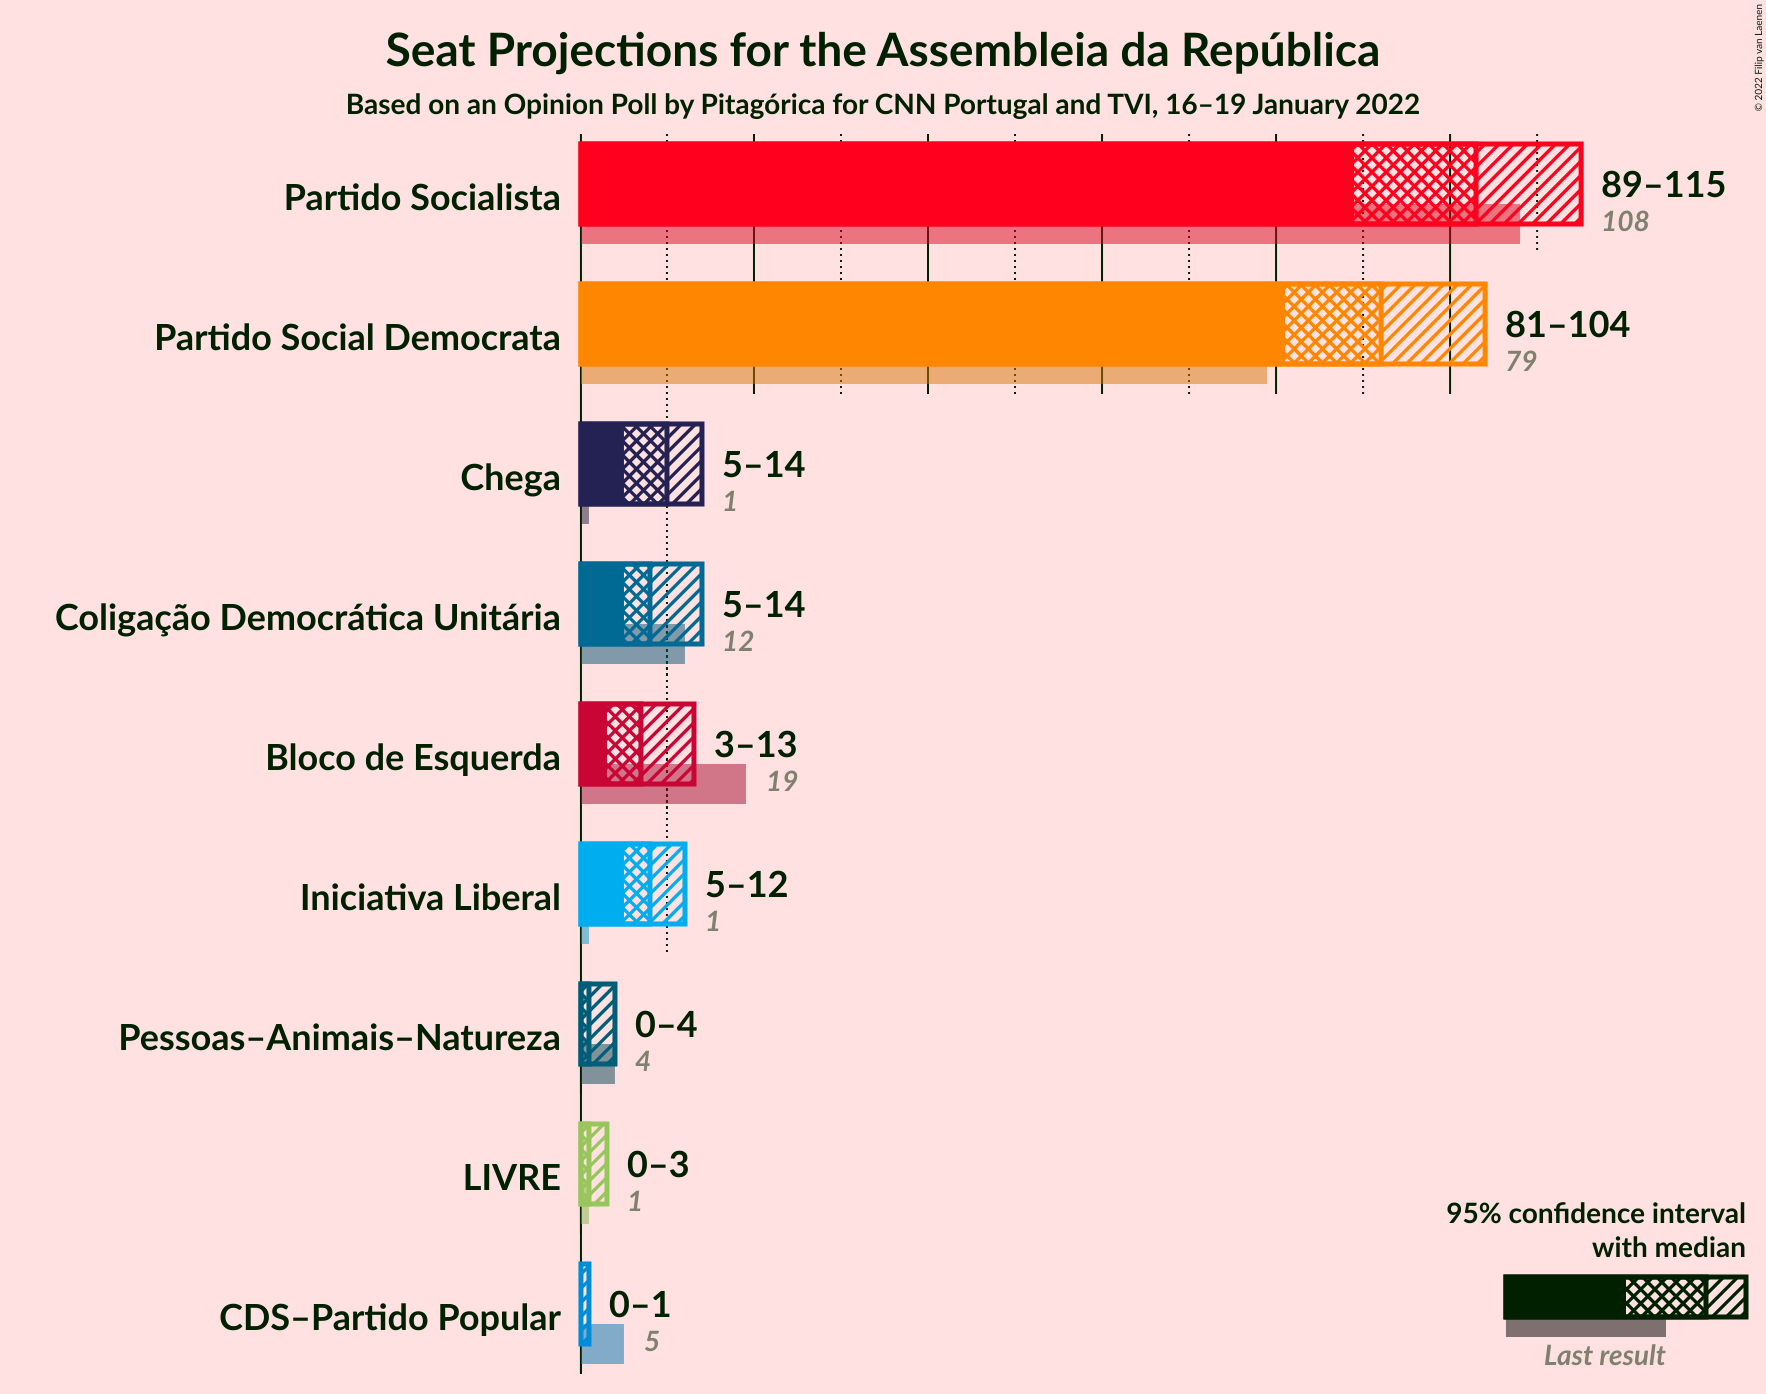 Seat Projections for the Assembleia da República
Based on an Opinion Poll by Pitagórica for CNN Portugal and TVI, 16–19 January 2022
© 2022 Filip van Laenen
Partido Socialista
89–115
108
Partido Social Democrata
81–104
79
Chega
5–14
1
Coligação Democrática Unitária
5–14
12
Bloco de Esquerda
3–13
19
Iniciativa Liberal
5–12
1
Pessoas–Animais–Natureza
0–4
4
LIVRE
0–3
1
CDS–Partido Popular
0–1
5
95% confidence interval
with median
Last result